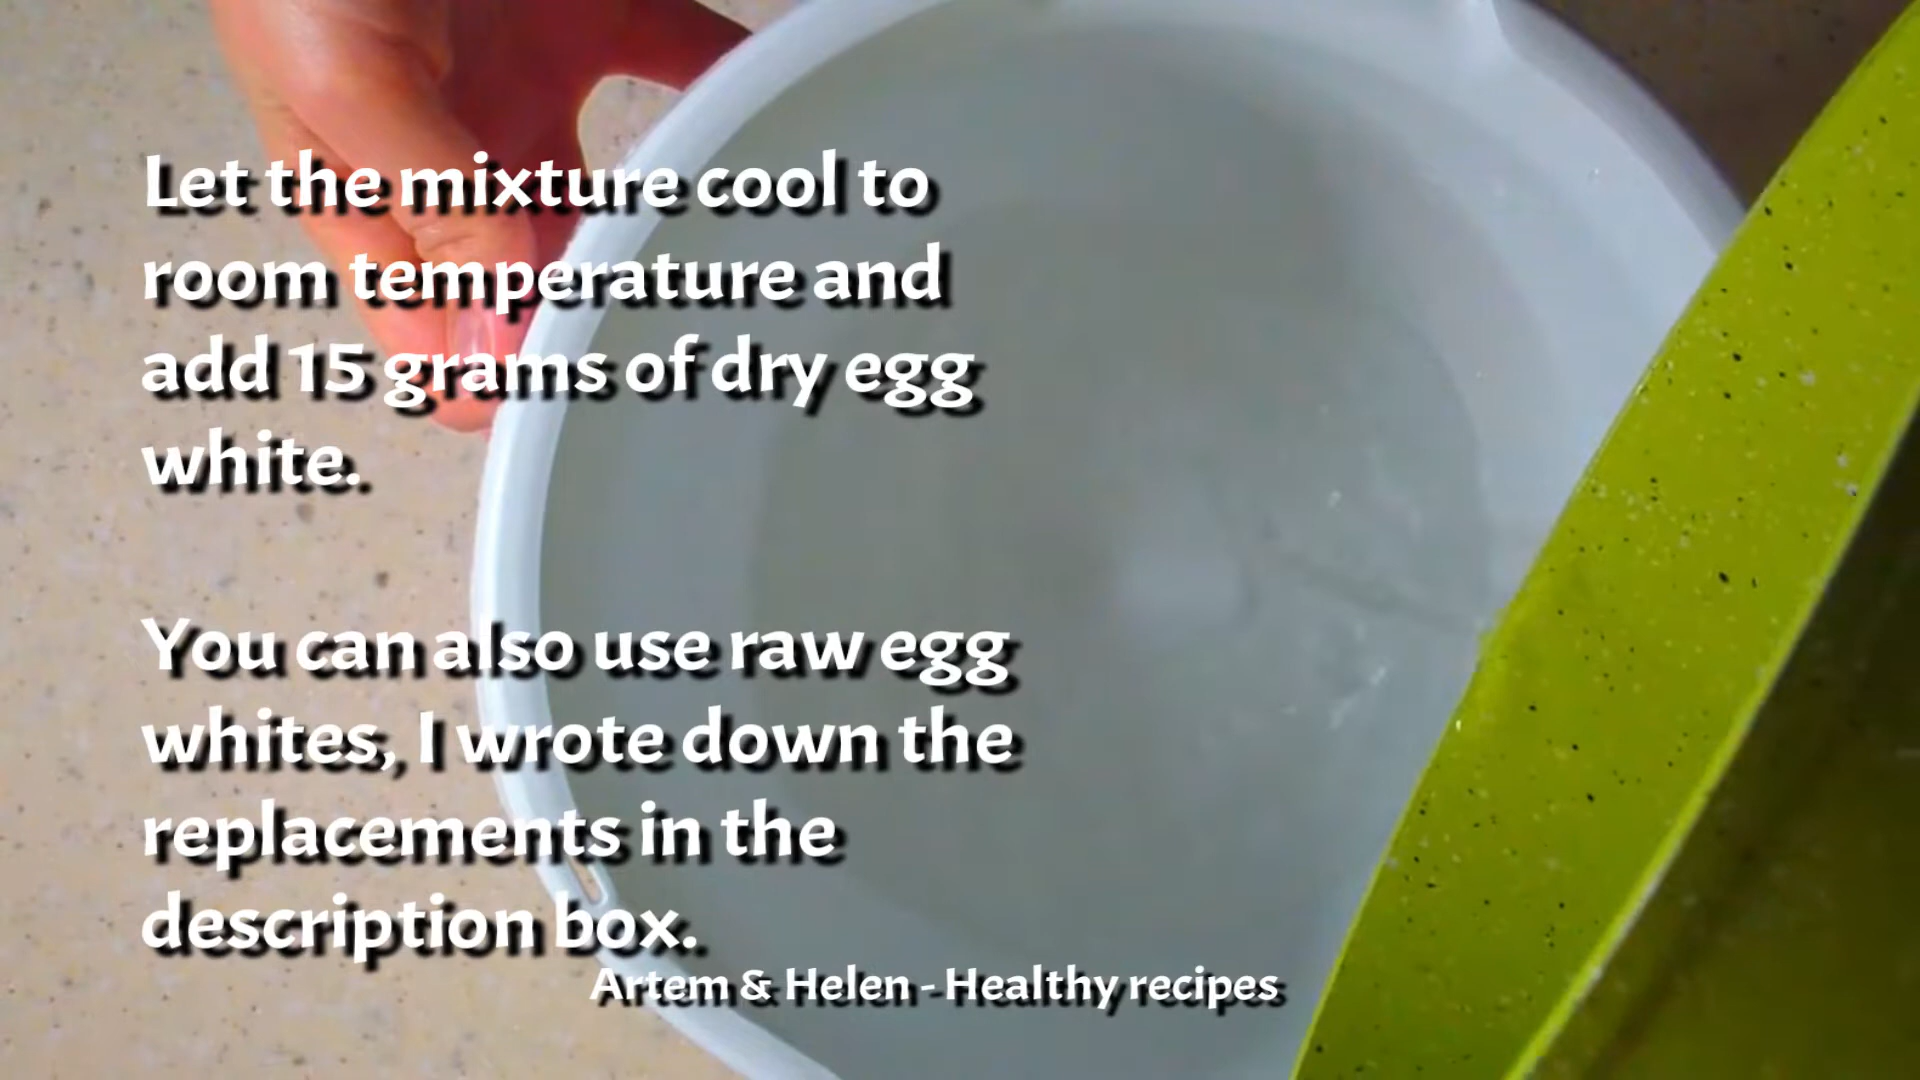 Let the mixture cool to
room temperature and
add 15 grams of dry egg
white.
You can also use raw egg
whites, I wrote down the
replacements in the
description box.
Artem & Helen - Healthy recipes